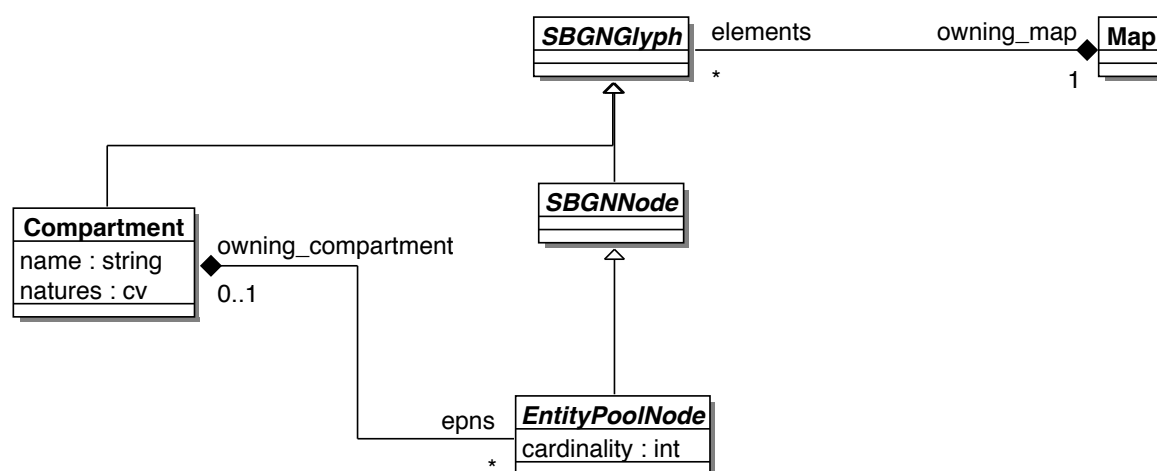 SBGNGlyph
elements
owning_map
Map
*
1
SBGNNode
Compartment
name : string
natures : cv
owning_compartment
0..1
EntityPoolNode
cardinality : int
epns
*